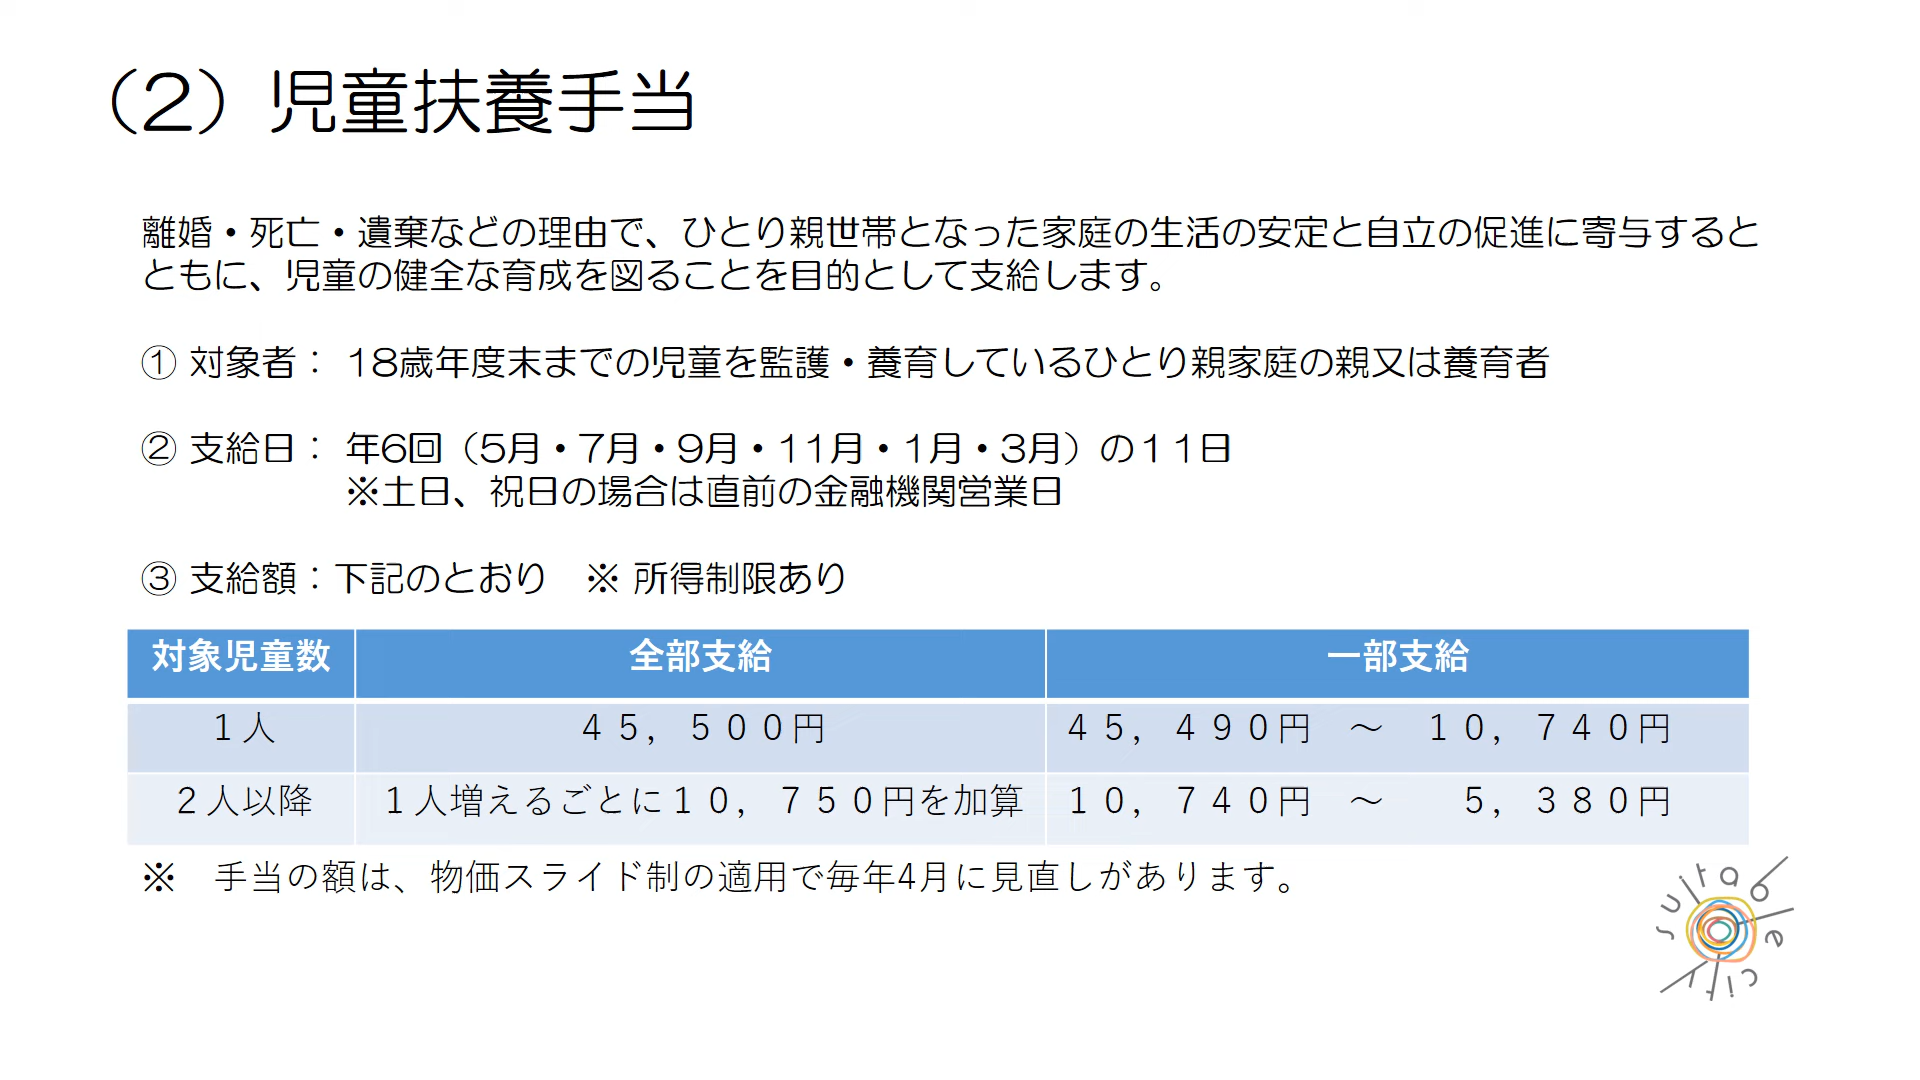 （2）児童扶養手当
離婚・死亡・遺棄などの理由で、ひとり親世帯となった家庭の生活の安定と自立の促進に寄与すると
ともに、児童の健全な育成を図ることを目的として支給します。
① 対象者： 18歳年度末までの児童を監護・養育しているひとり親家庭の親又は養育者
② 支給日： 年6回（5月・7月・9月・11月・1月・3月）の１１日
※土日、祝日の場合は直前の金融機関営業日
③ 支給額：下記のとおり　※ 所得制限あり
対象児童数 全部支給 一部支給
１人 ４５，５００円 ４５，４９０円　～　１０，７４０円
２人以降 １人増えるごとに１０，７５０円を加算 １０，７４０円　～　５，３８０円
※　手当の額は、物価スライド制の適用で毎年4月に見直しがあります。
suitable city